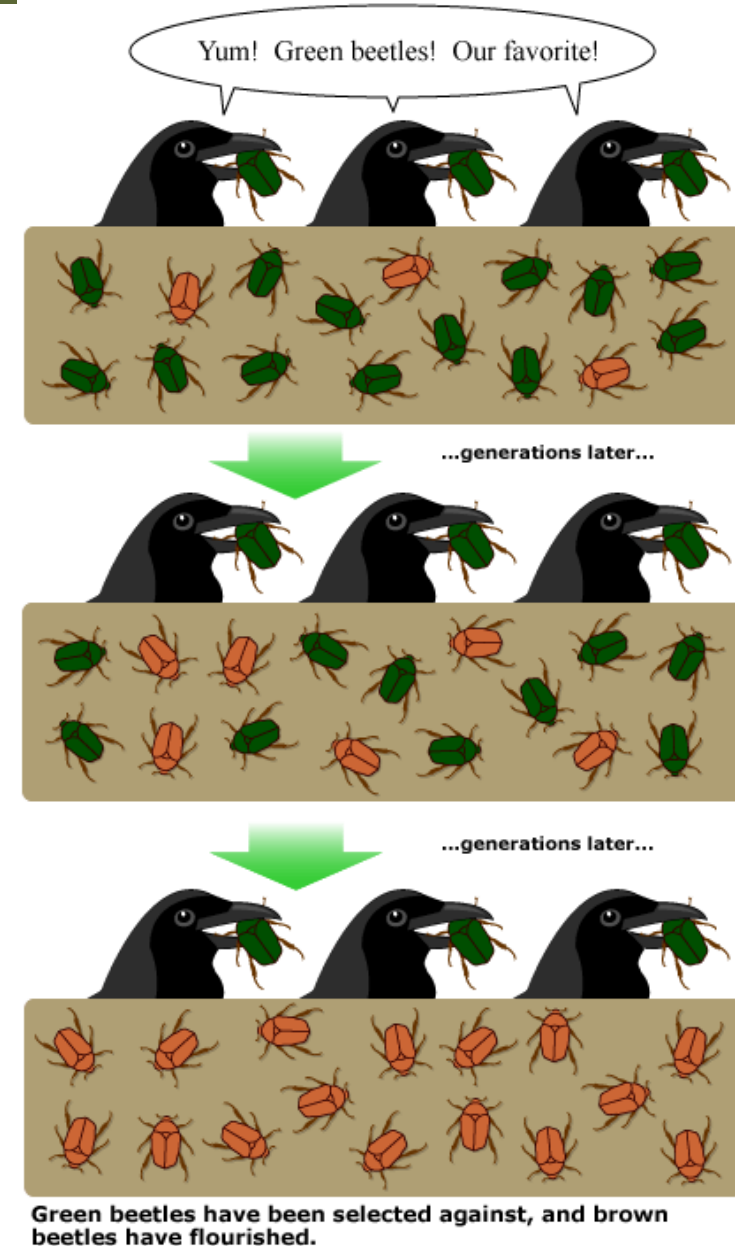 Yum! Green beetles! Our favorite!
...generations later...
...generations later...
Green beetles have been selected against, and brown
beetles have flourished.